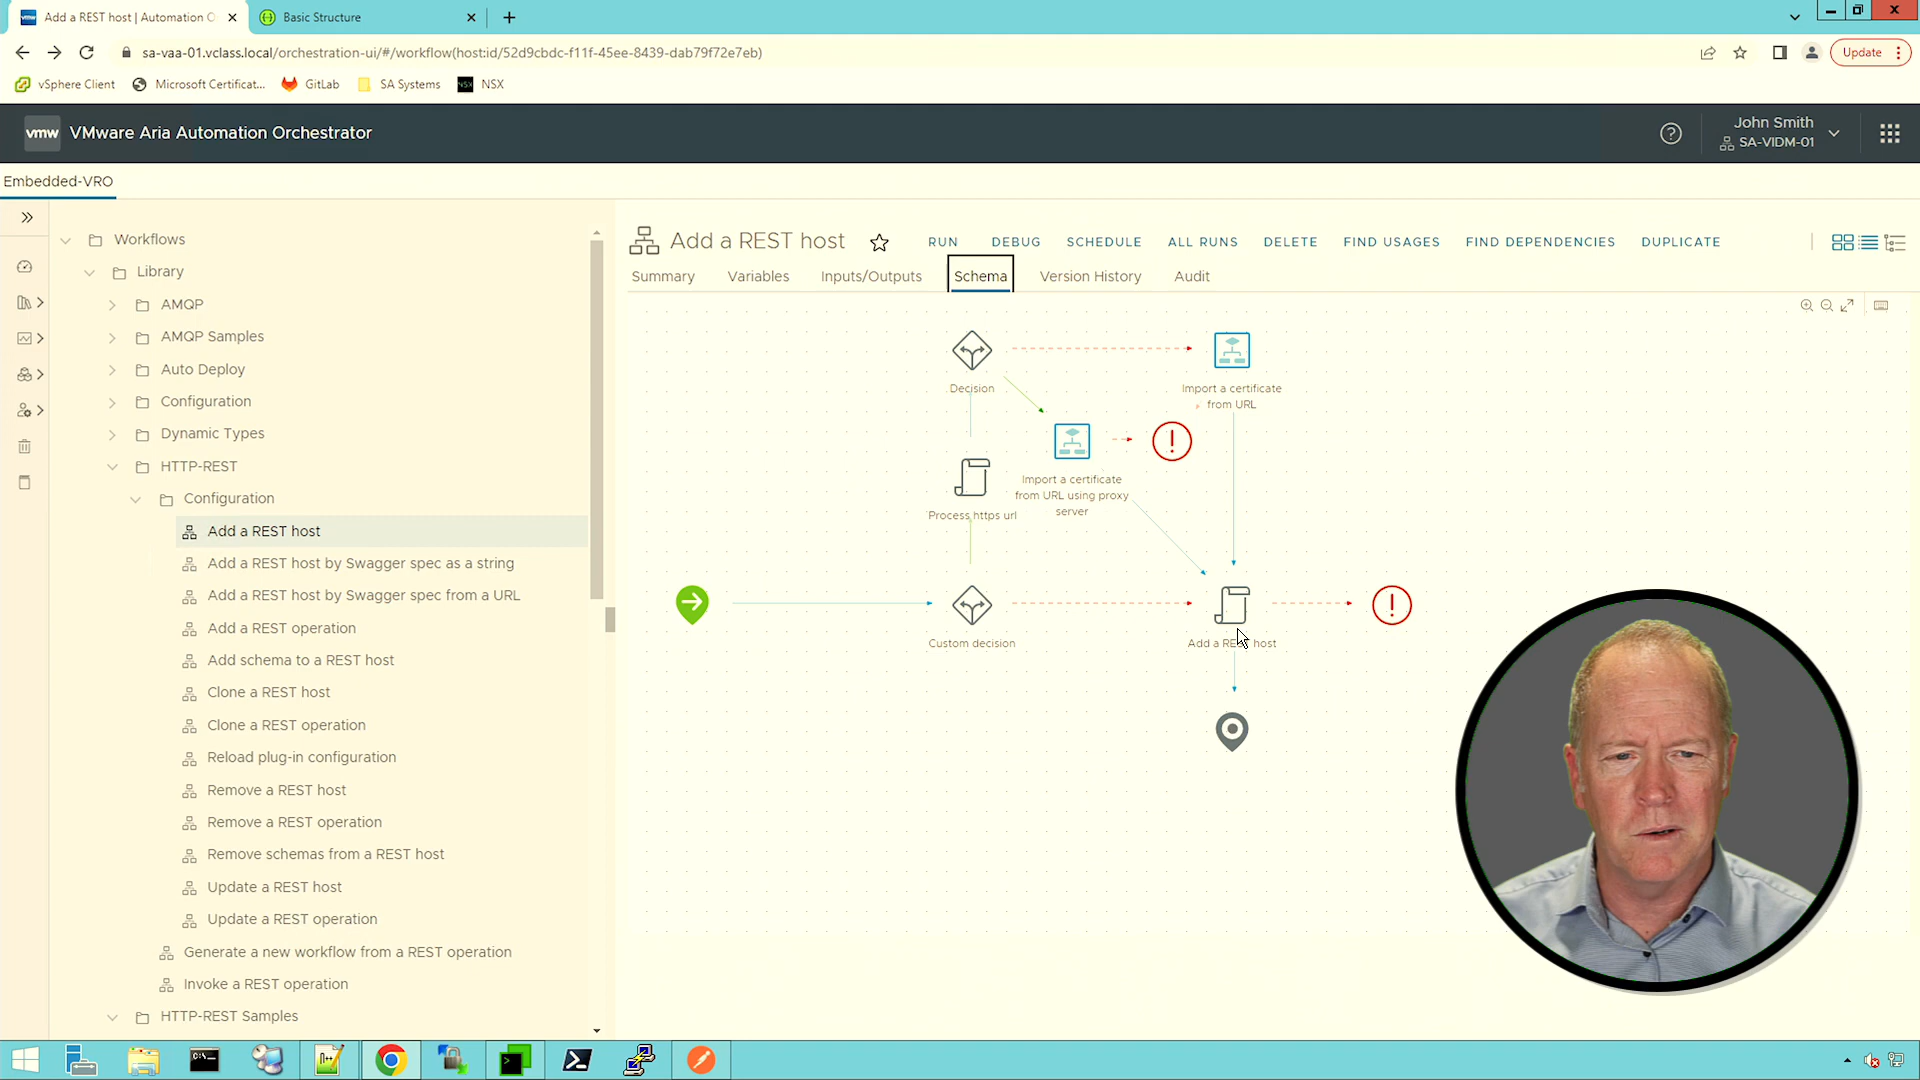 Add a REST host | Automation O
Basic Structure
sa-vaa-01.vclass.local/orchestration-ui/#/workflow(host:id/52d9cbdc-f11f-45ee-8439-dab79f72e7eb)
Update
vSphere Client
Microsoft Certificat...
GitLab
SA Systems
NSX
NSX
vmw
VMware Aria Automation Orchestrator
John Smith
SA-VIDM-01
Embedded-VRO
Workflows
Library
AMQP
AMQP Samples
Auto Deploy
Configuration
Dynamic Types
HTTP-REST
Configuration
Add a REST host
Add a REST host by Swagger spec as a string
Add a REST host by Swagger spec from a URL
Add a REST operation
Add schema to a REST host
Clone a REST host
Clone a REST operation
Reload plug-in configuration
Remove a REST host
Remove a REST operation
Remove schemas from a REST host
Update a REST host
Update a REST operation
Generate a new workflow from a REST operation
Invoke a REST operation
HTTP-REST Samples
Add a REST host
RUN
DEBUG
SCHEDULE
ALL RUNS
DELETE
FIND USAGES
FIND DEPENDENCIES
DUPLICATE
Summary
Variables
Inputs/Outputs
Schema
Version History
Audit
Decision
Import a certificate
from URL
Import a certificate
from URL using proxy
server
Process https url
Custom decision
Add a REST host